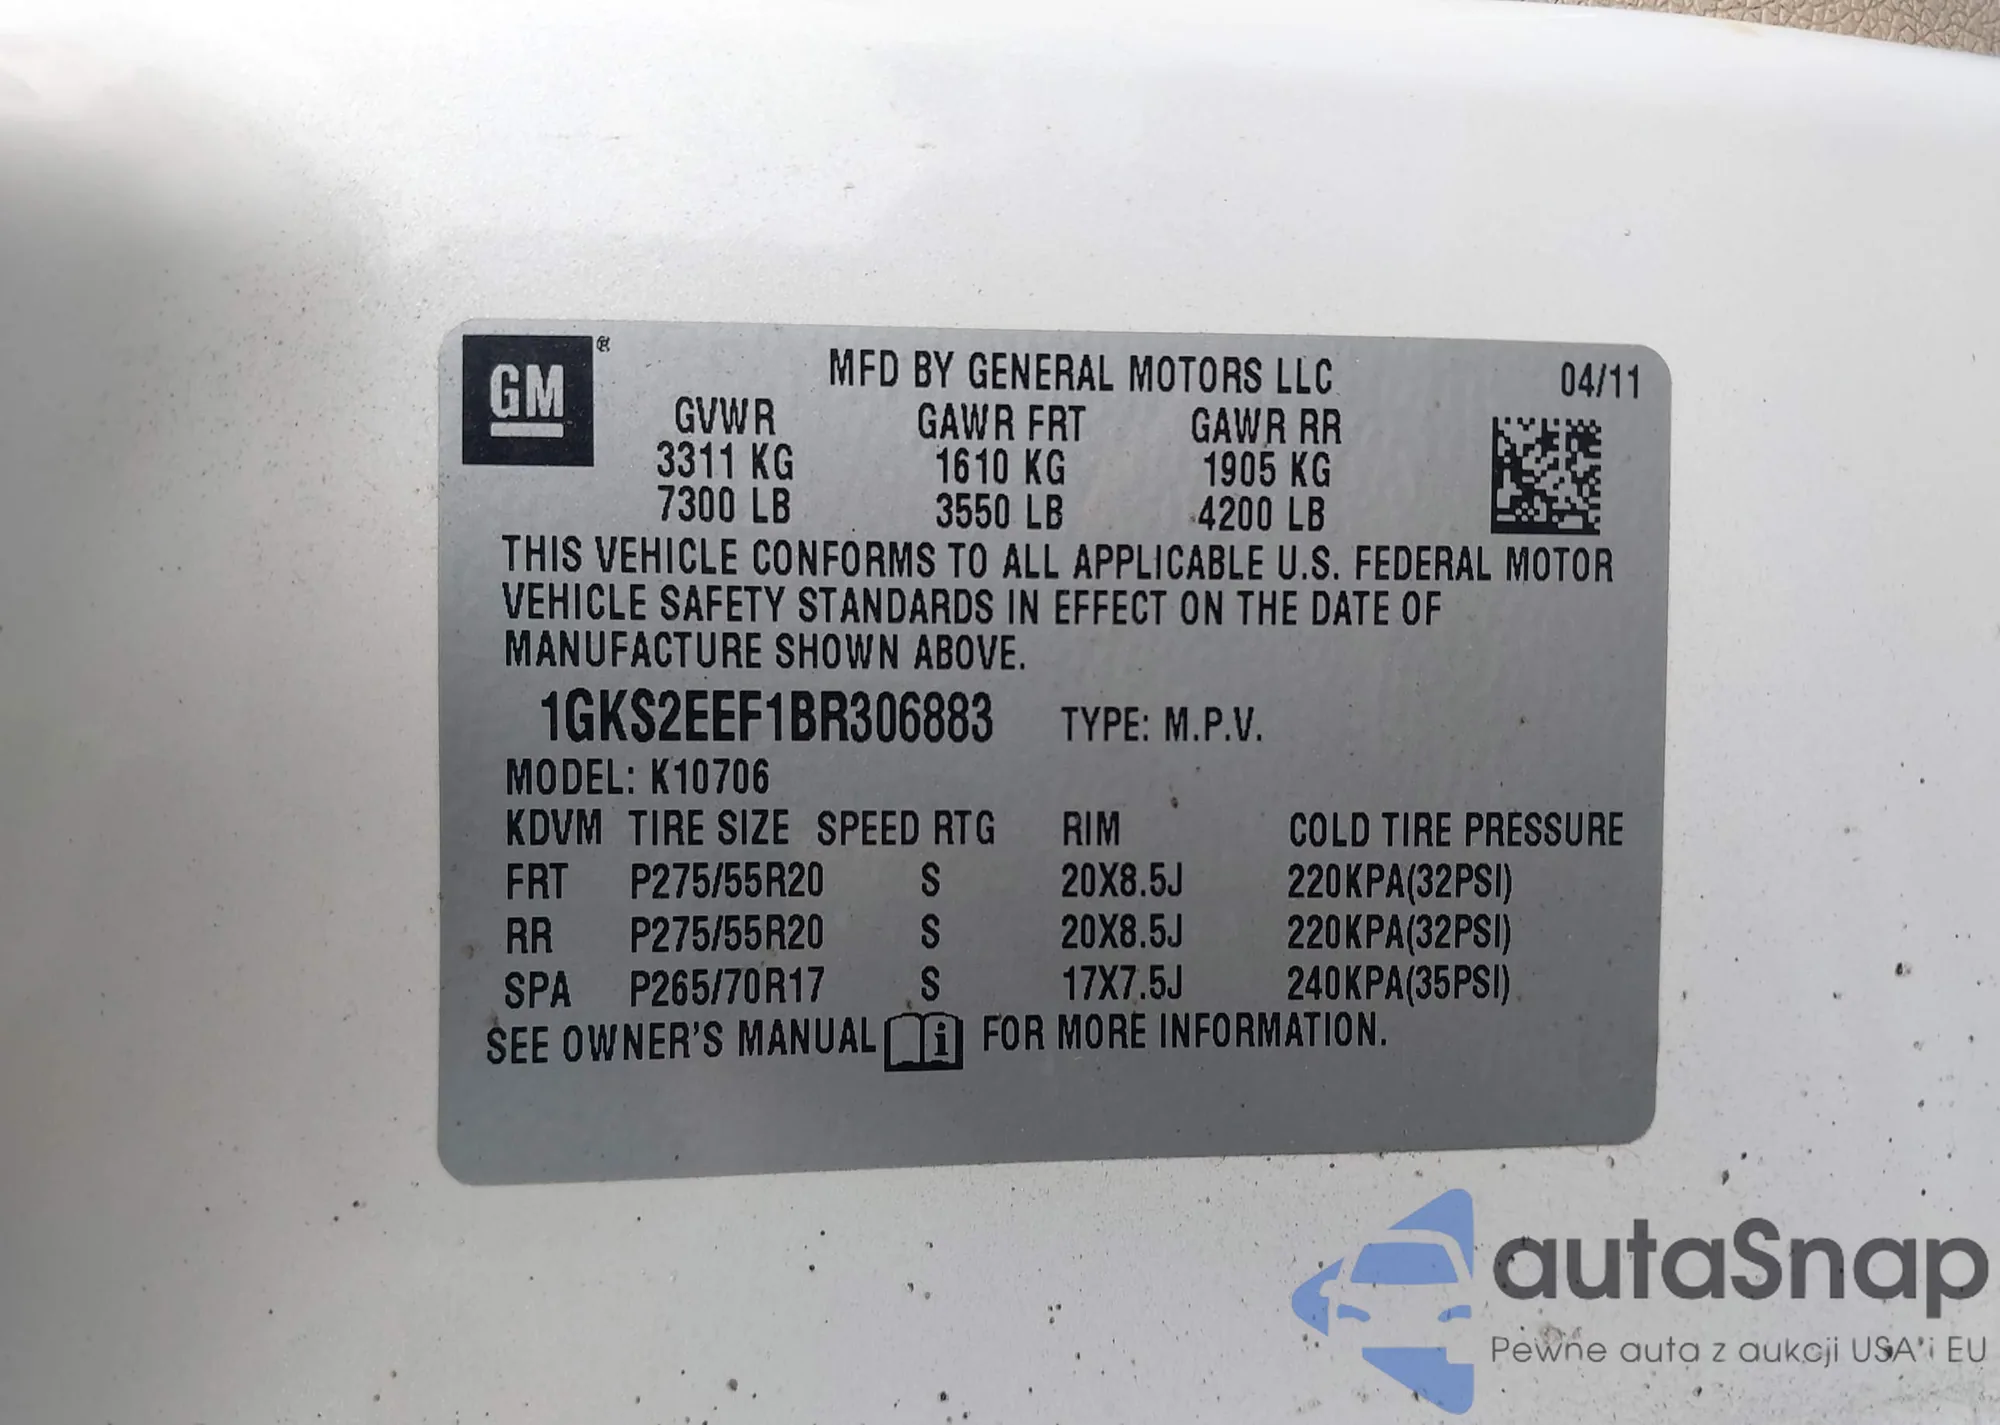 GM®
MFD BY GENERAL MOTORS LLC 04/11
GVWR GAWR FRT GAWR RR
3311 KG 1610 KG 1905 KG
7300 LB 3550 LB 4200 LB
THIS VEHICLE CONFORMS TO ALL APPLICABLE U.S. FEDERAL MOTOR
VEHICLE SAFETY STANDARDS IN EFFECT ON THE DATE OF
MANUFACTURE SHOWN ABOVE.
1GKS2EEF1BR306883 TYPE: M.P.V.
MODEL: K10706
KDVM TIRE SIZE SPEED RTG RIM COLD TIRE PRESSURE
FRT P275/55R20 S 20X8.5J 220KPA(32PSI)
RR P275/55R20 S 20X8.5J 220KPA(32PSI)
SPA P265/70R17 S 17X7.5J 240KPA(35PSI)
SEE OWNER'S MANUAL i FOR MORE INFORMATION.
autaSnap
Pewne auta z aukcji USA i EU